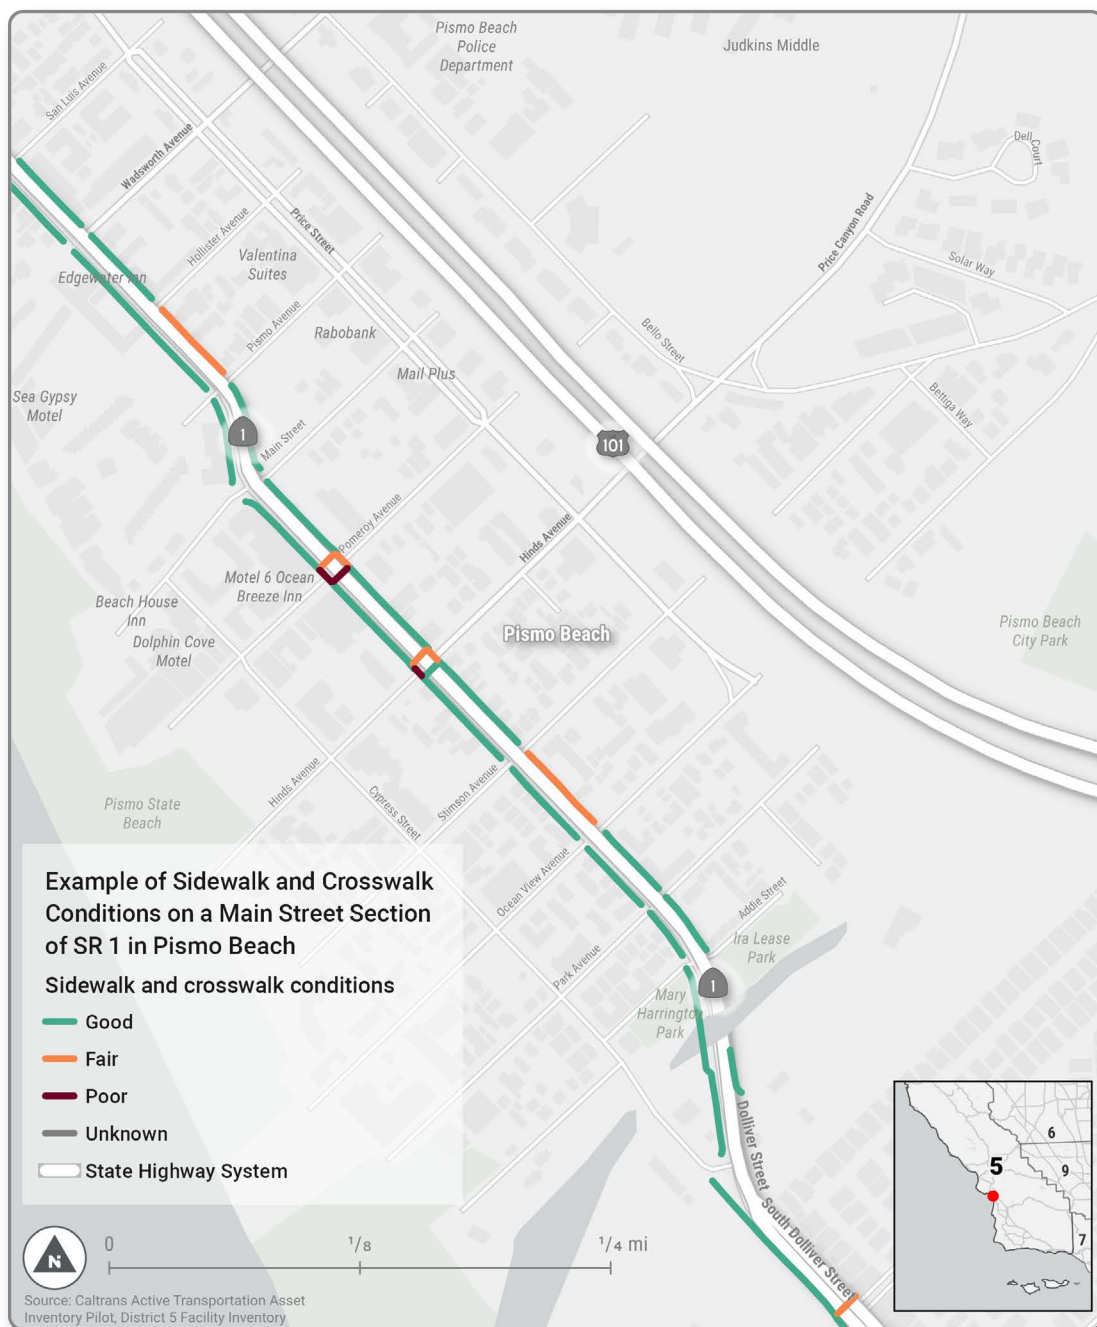 Pismo Beach
Police
Department
Judkins Middle
San Luis Avenue
Wadsworth Avenue
Dell Court
Hollister Avenue
Price Street
Price Canyon Road
Valentina
Suites
Edgewater Inn
Solar Way
Pismo Avenue
Rabobank
Bello Street
Mail Plus
Sea Gypsy
Motel
Bettiga Way
1
Main Street
101
Pomeroy Avenue
Hinds Avenue
Motel 6 Ocean
Breeze Inn
Beach House
Inn
Dolphin Cove
Motel
Pismo Beach
Pismo Beach
City Park
Hinds Avenue
Cypress Street
Stimson Avenue
Pismo State
Beach
Ocean View Avenue
Addie Street
Park Avenue
Ira Lease
Park
1
Mary
Harrington
Park
Dolliver Street
South Dolliver Street
Example of Sidewalk and Crosswalk
Conditions on a Main Street Section
of SR 1 in Pismo Beach
Sidewalk and crosswalk conditions
Good
Fair
Poor
Unknown
State Highway System
6
5
9
7
N
0
1/8
1/4 mi
Source: Caltrans Active Transportation Asset
Inventory Pilot, District 5 Facility Inventory